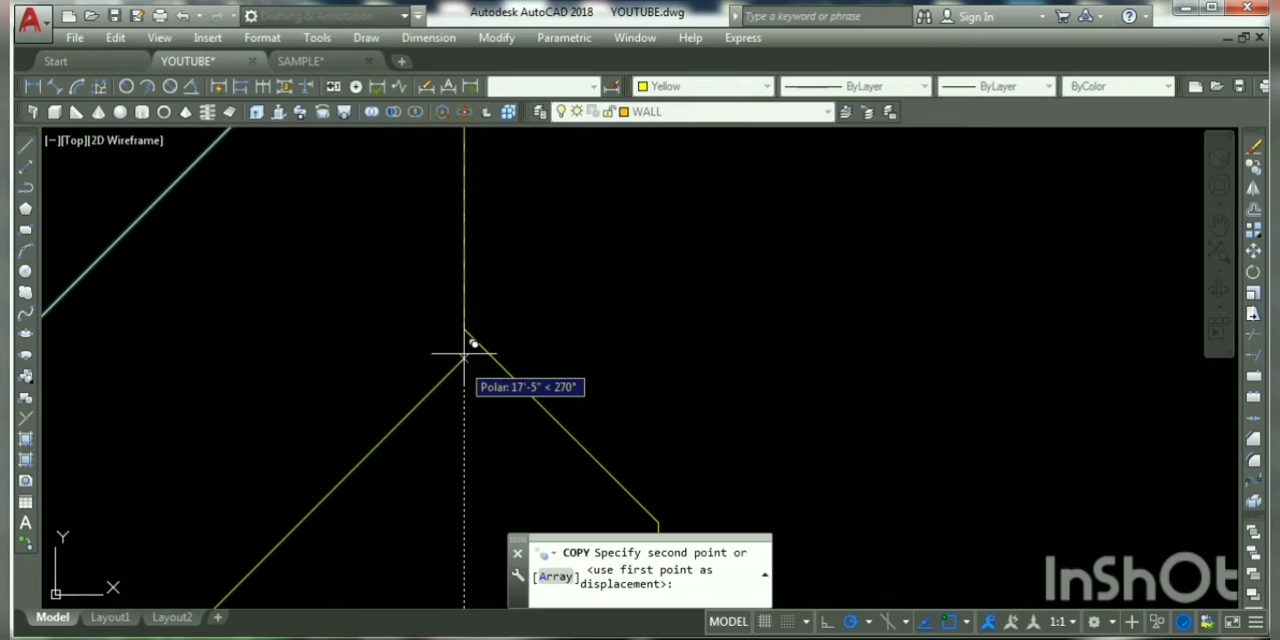 Drafting & Annotation
Autodesk AutoCAD 2018 YOUTUBE.dwg
Type a keyword or phrase
Sign In
File Edit View Insert Format Tools Draw Dimension Modify Parametric Window Help Express
Start YOUTUBE* SAMPLE* +
Yellow ByLayer ByLayer ByColor
WALL
[−][Top][2D Wireframe]
Polar: 17'-5" < 270°
COPY Specify second point or
[Array] <use first point as
displacement>:
Y
X
A
InShOt
Model Layout1 Layout2 +
MODEL 1:1